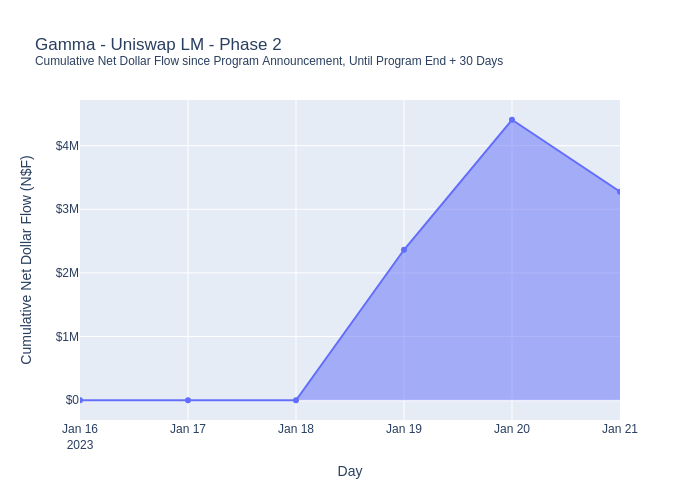 Gamma - Uniswap LM - Phase 2
Cumulative Net Dollar Flow since Program Announcement, Until Program End + 30 Days
Cumulative Net Dollar Flow (N$F)
$4M
$3M
$2M
$1M
$0
Jan 16
2023
Jan 17
Jan 18
Jan 19
Jan 20
Jan 21
Day